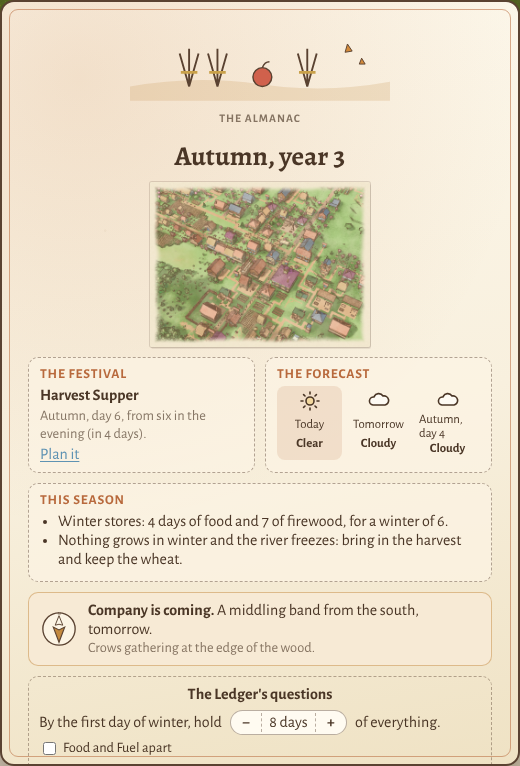 THE ALMANAC
Autumn, year 3
THE FESTIVAL
Harvest Supper
Autumn, day 6, from six in the
evening (in 4 days).
Plan it
THE FORECAST
Today
Clear
Tomorrow
Cloudy
Autumn,
day 4
Cloudy
THIS SEASON
• Winter stores: 4 days of food and 7 of firewood, for a winter of 6.
• Nothing grows in winter and the river freezes: bring in the harvest
and keep the wheat.
Company is coming. A middling band from the south,
tomorrow.
Crows gathering at the edge of the wood.
The Ledger's questions
By the first day of winter, hold − 8 days + of everything.
Food and Fuel apart